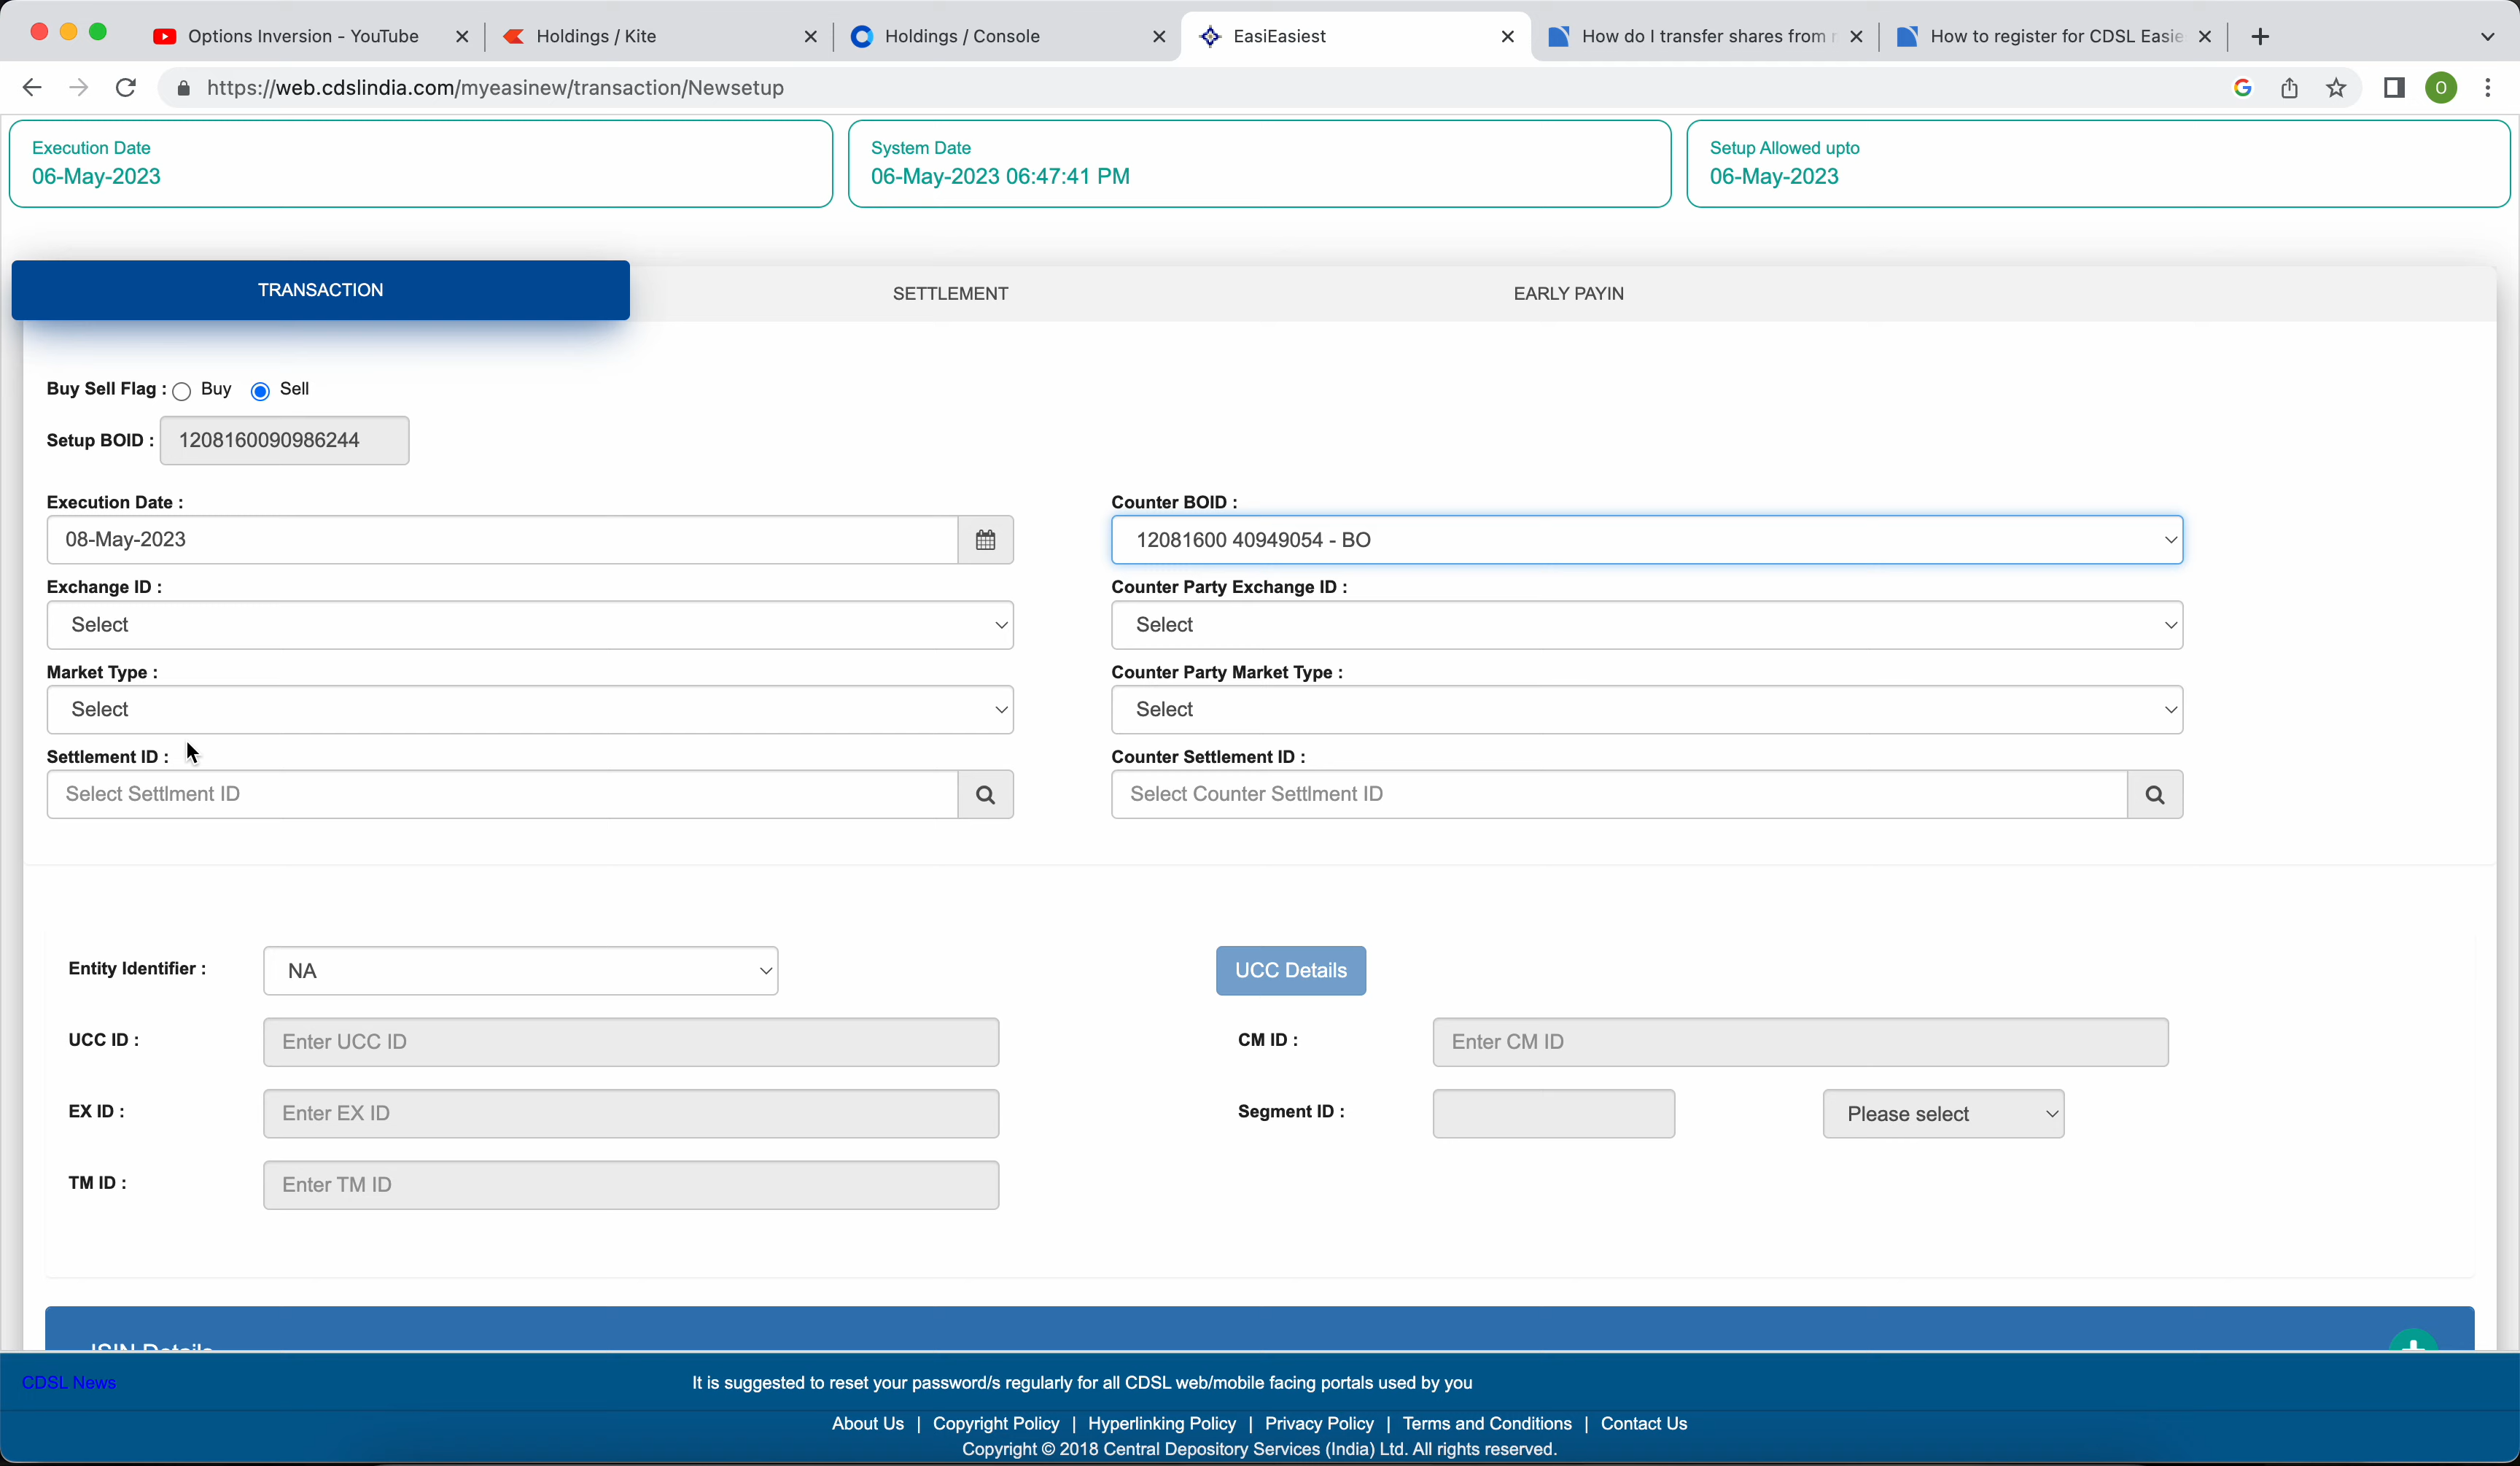 Options Inversion - YouTube
Holdings / Kite
Holdings / Console
EasiEasiest
How do I transfer shares from
How to register for CDSL Easie
https://web.cdslindia.com/myeasinew/transaction/Newsetup
O
Execution Date
06-May-2023
System Date
06-May-2023 06:47:41 PM
Setup Allowed upto
06-May-2023
TRANSACTION
SETTLEMENT
EARLY PAYIN
Buy Sell Flag : Buy Sell
Setup BOID : 1208160090986244
Execution Date :
08-May-2023
Counter BOID :
12081600 40949054 - BO
Exchange ID :
Select
Counter Party Exchange ID :
Select
Market Type :
Select
Counter Party Market Type :
Select
Settlement ID :
Select Settlment ID
Counter Settlement ID :
Select Counter Settlment ID
Entity Identifier : NA
UCC Details
UCC ID : Enter UCC ID
CM ID : Enter CM ID
EX ID : Enter EX ID
Segment ID : Please select
TM ID : Enter TM ID
ISIN Details
CDSL News
It is suggested to reset your password/s regularly for all CDSL web/mobile facing portals used by you
About Us | Copyright Policy | Hyperlinking Policy | Privacy Policy | Terms and Conditions | Contact Us
Copyright © 2018 Central Depository Services (India) Ltd. All rights reserved.